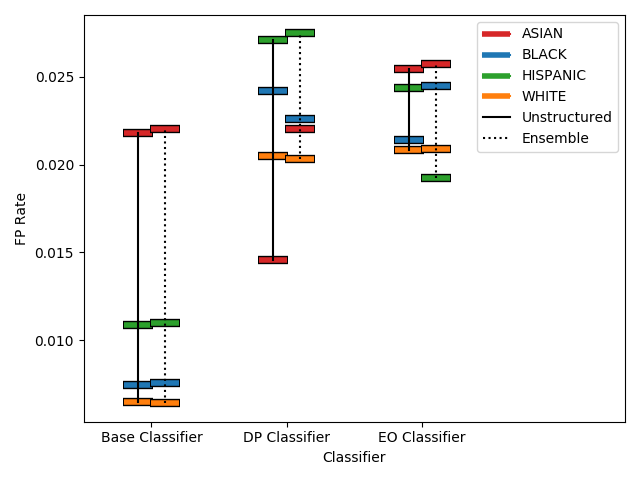 ASIAN
BLACK
HISPANIC
WHITE
Unstructured
Ensemble
0.025
0.020
0.015
0.010
FP Rate
Base Classifier
DP Classifier
EO Classifier
Classifier